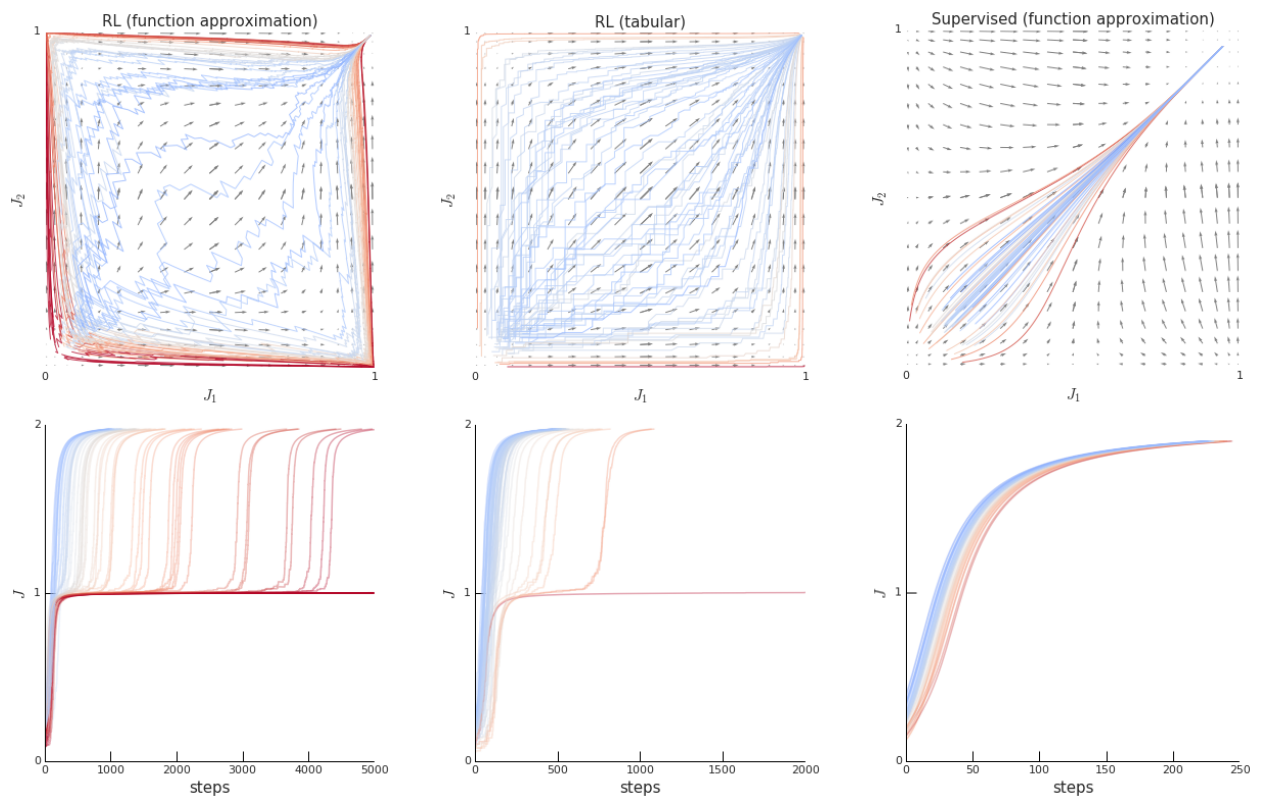 RL (function approximation)
1
J₂
0
1
J₁
RL (tabular)
1
J₂
0
1
J₁
Supervised (function approximation)
1
J₂
0
1
J₁
2
J
1
0
0 1000 2000 3000 4000 5000
steps
2
J
1
0
0 500 1000 1500 2000
steps
2
J
1
0
0 50 100 150 200 250
steps